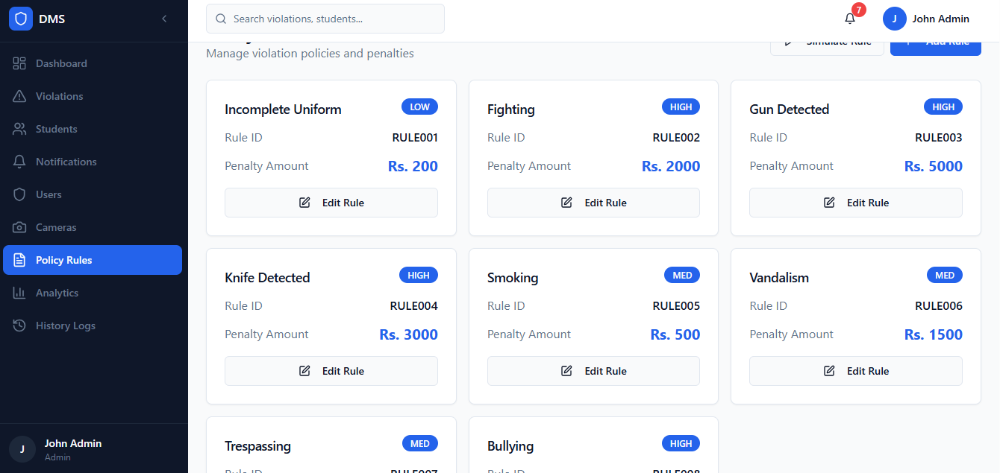 DMS
Search violations, students...
7
J
John Admin
Dashboard
Violations
Students
Notifications
Users
Cameras
Policy Rules
Analytics
History Logs
J
John Admin
Admin
Manage violation policies and penalties
Simulate Rule
Add Rule
Incomplete Uniform LOW
Rule ID RULE001
Penalty Amount Rs. 200
Edit Rule
Fighting HIGH
Rule ID RULE002
Penalty Amount Rs. 2000
Edit Rule
Gun Detected HIGH
Rule ID RULE003
Penalty Amount Rs. 5000
Edit Rule
Knife Detected HIGH
Rule ID RULE004
Penalty Amount Rs. 3000
Edit Rule
Smoking MED
Rule ID RULE005
Penalty Amount Rs. 500
Edit Rule
Vandalism MED
Rule ID RULE006
Penalty Amount Rs. 1500
Edit Rule
Trespassing MED
Rule ID RULE007
Bullying HIGH
Rule ID RULE008